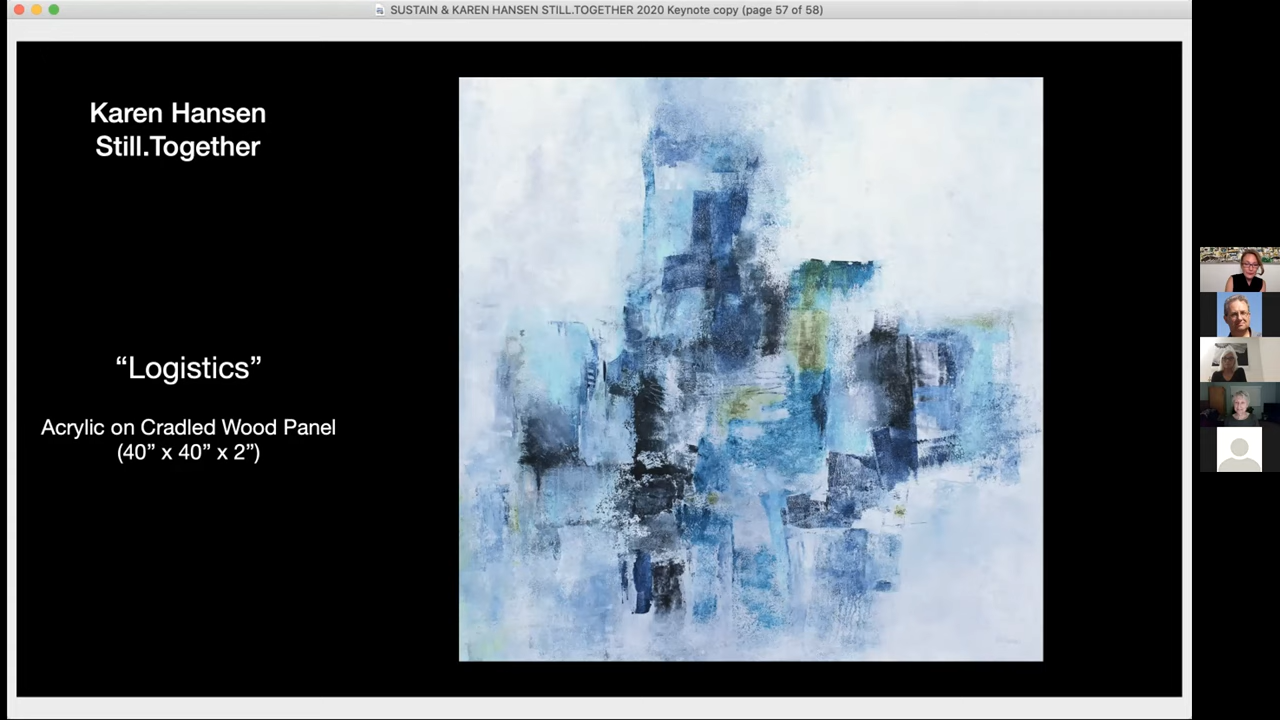 SUSTAIN & KAREN HANSEN STILL.TOGETHER 2020 Keynote copy (page 57 of 58)
Karen Hansen
Still.Together
“Logistics”
Acrylic on Cradled Wood Panel
(40” x 40” x 2”)